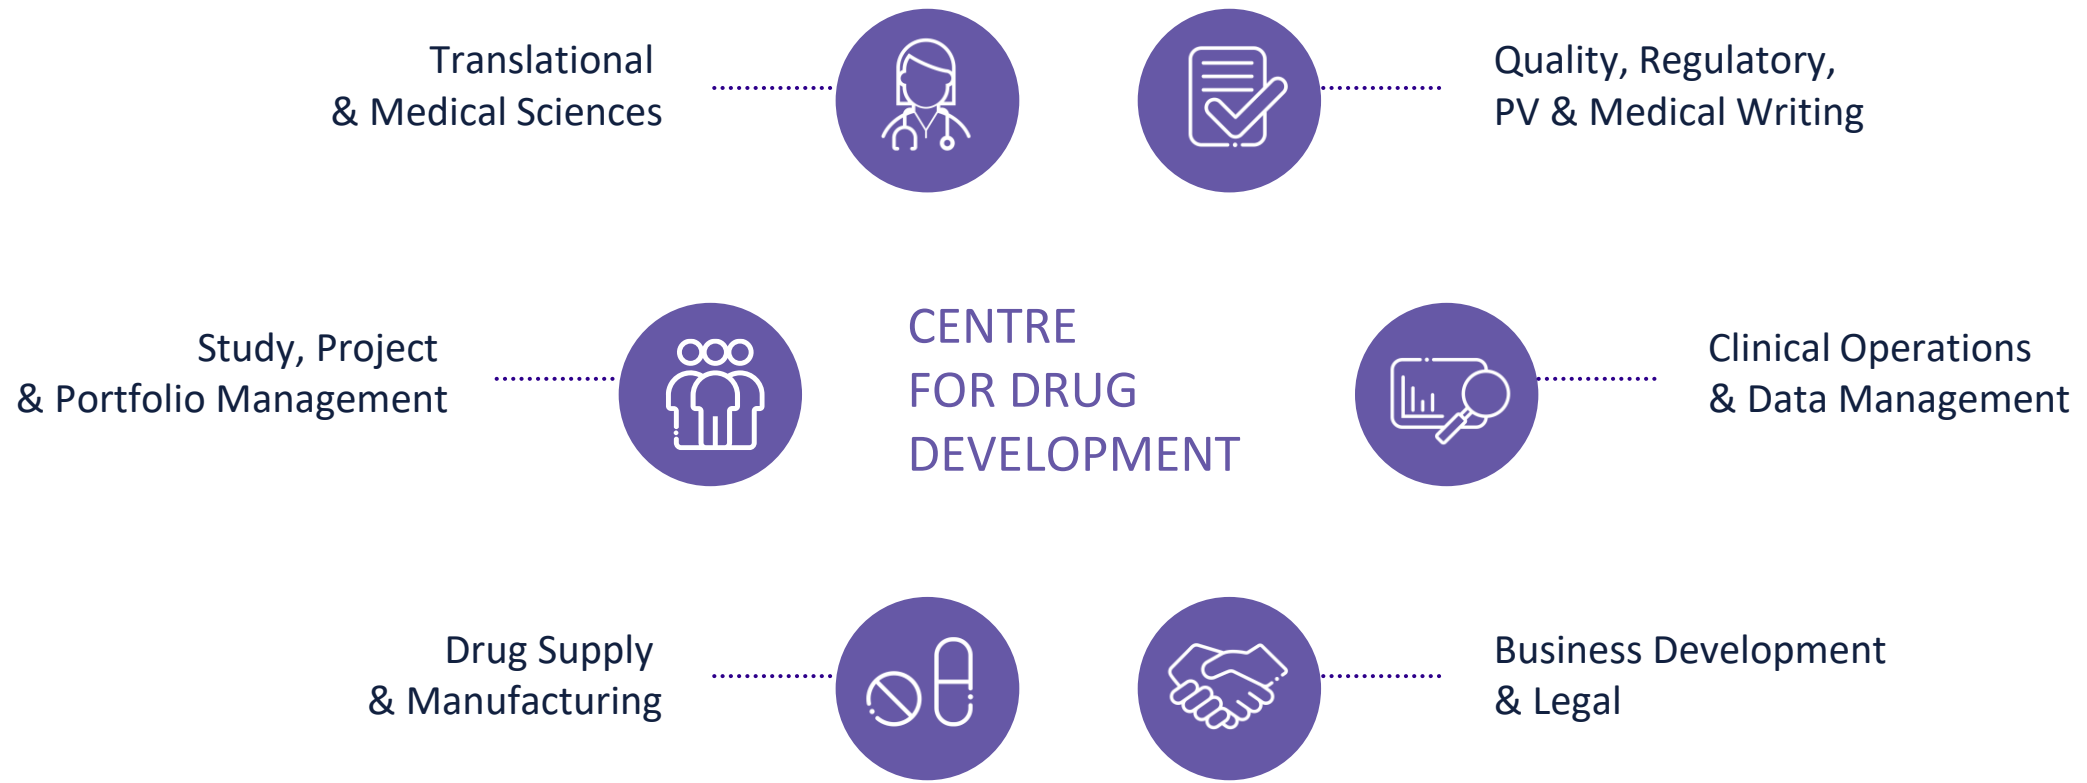 Translational
& Medical Sciences
Quality, Regulatory,
PV & Medical Writing
Study, Project
& Portfolio Management
CENTRE
FOR DRUG
DEVELOPMENT
Clinical Operations
& Data Management
Drug Supply
& Manufacturing
Business Development
& Legal